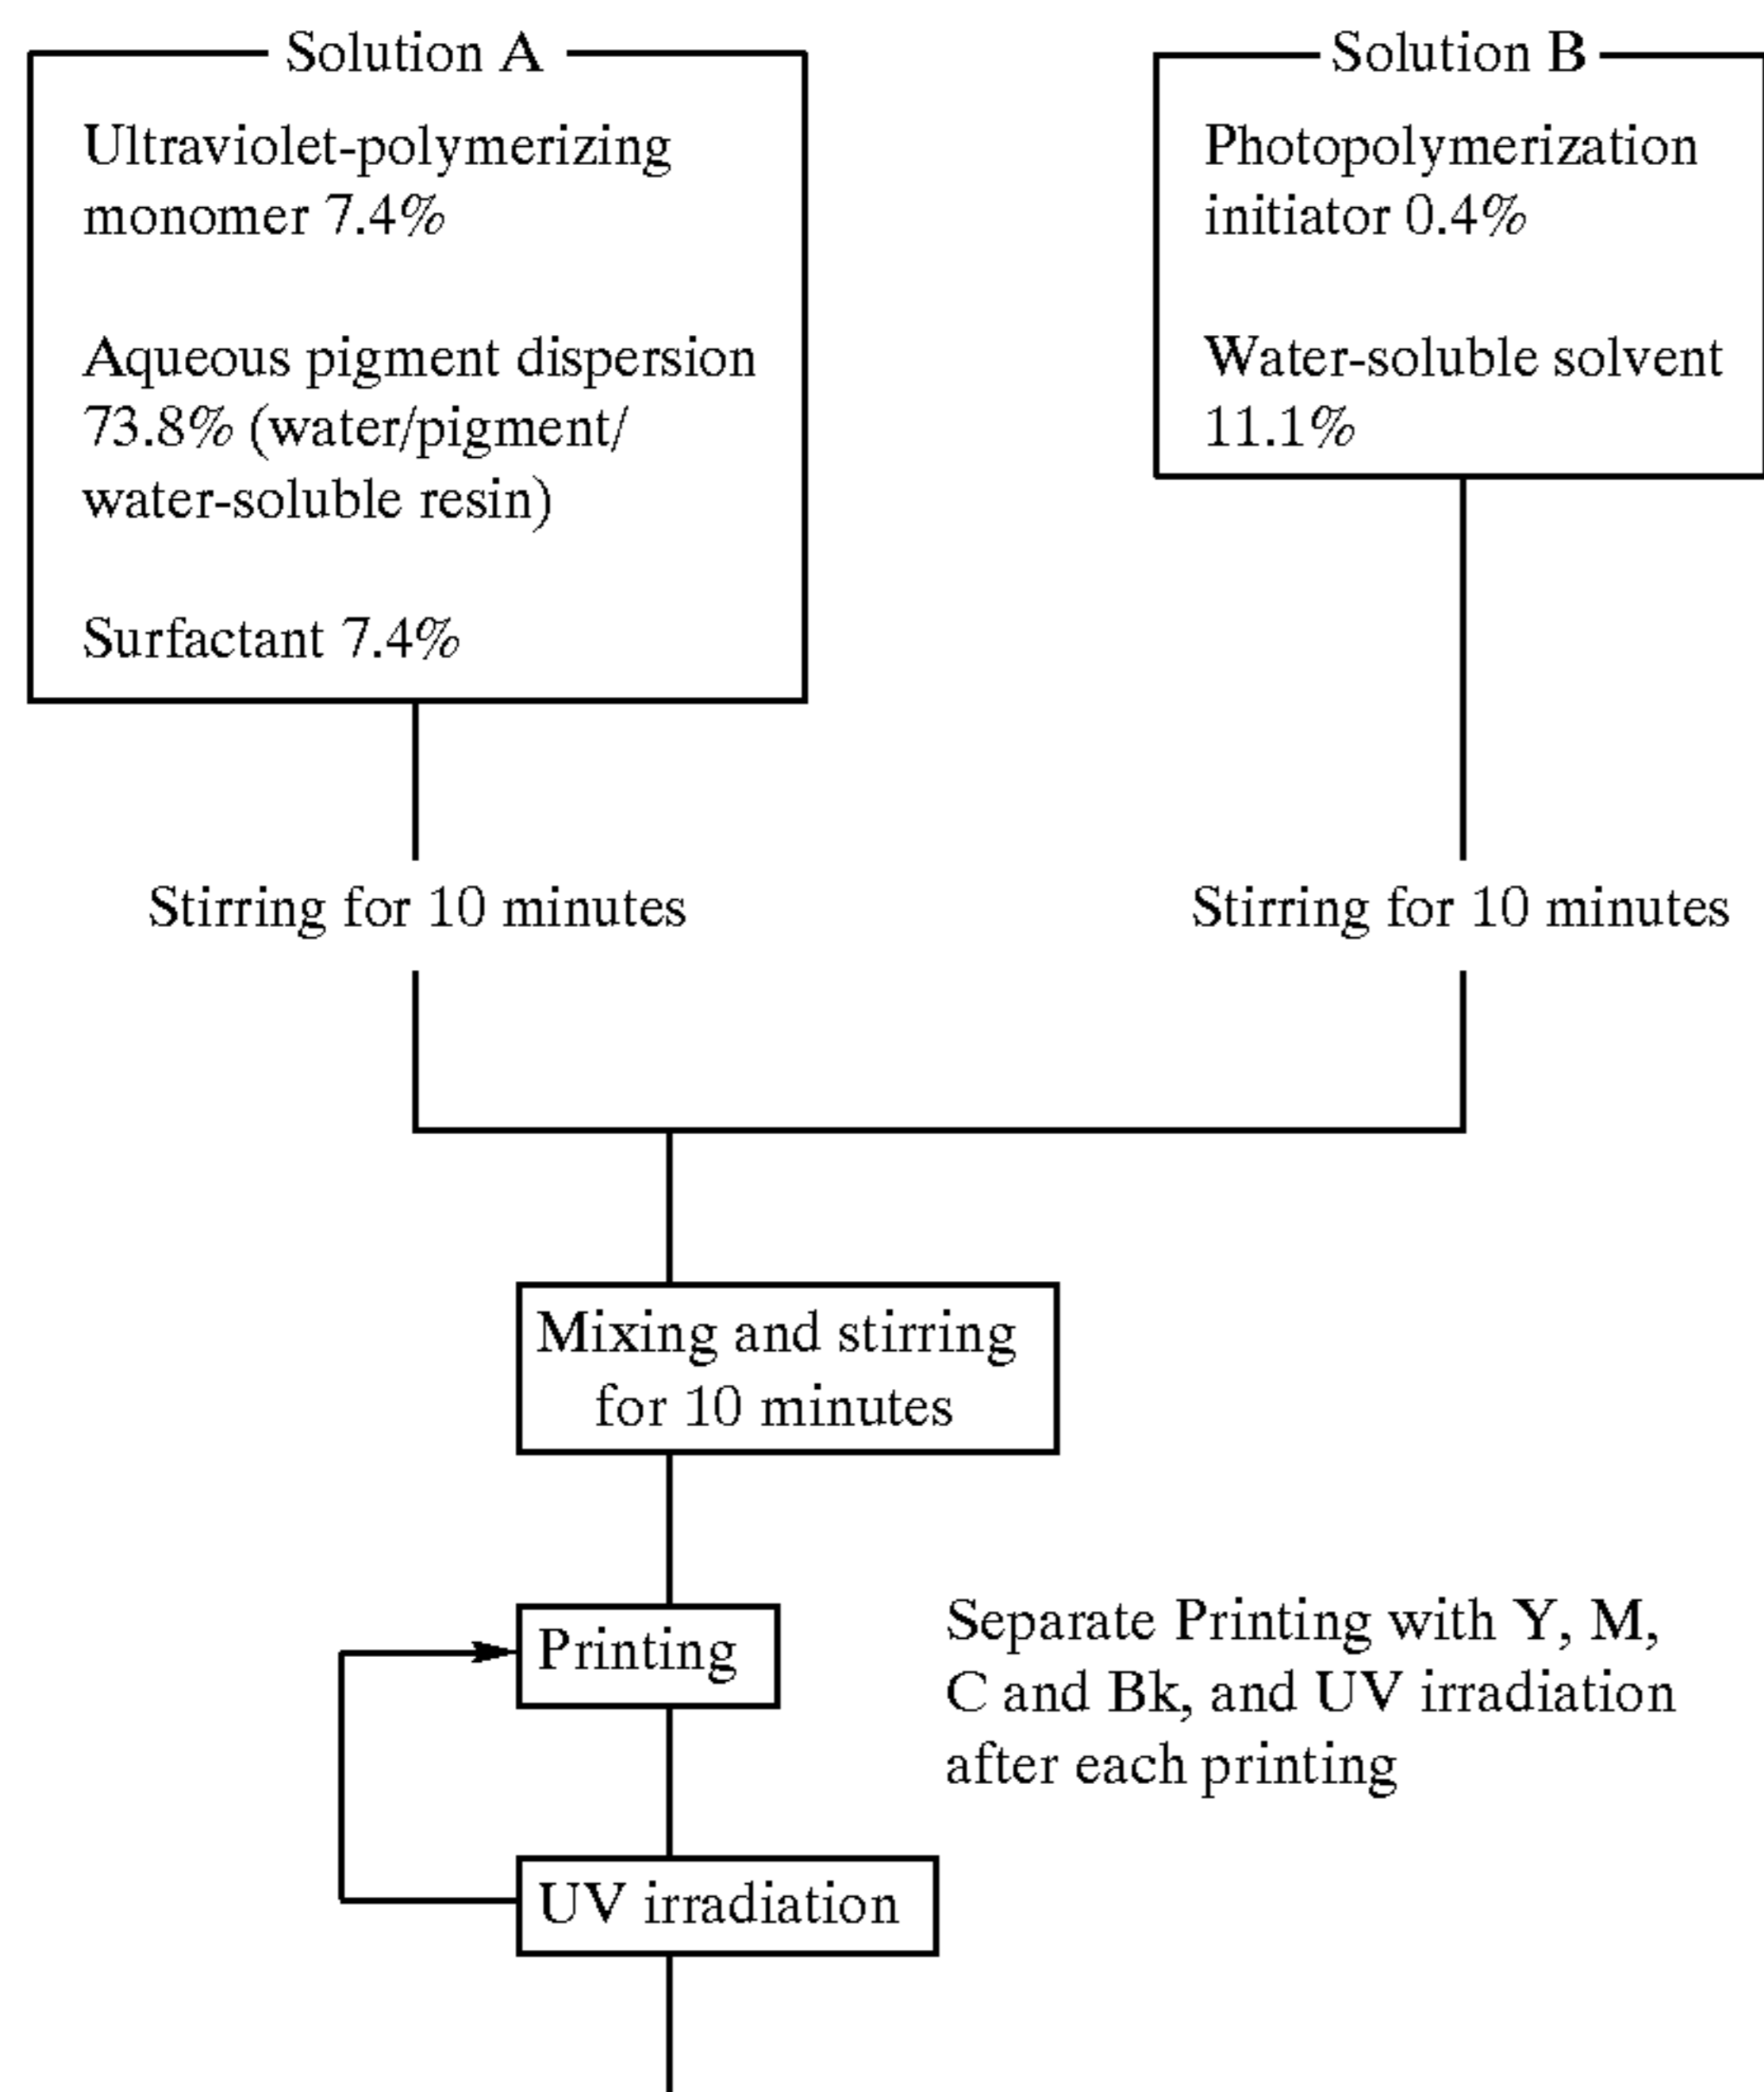 Solution A
Ultraviolet-polymerizing
monomer 7.4%
Aqueous pigment dispersion
73.8% (water/pigment/
water-soluble resin)
Surfactant 7.4%
Solution B
Photopolymerization
initiator 0.4%
Water-soluble solvent
11.1%
Stirring for 10 minutes
Stirring for 10 minutes
Mixing and stirring
for 10 minutes
Printing
Separate Printing with Y, M,
C and Bk, and UV irradiation
after each printing
UV irradiation